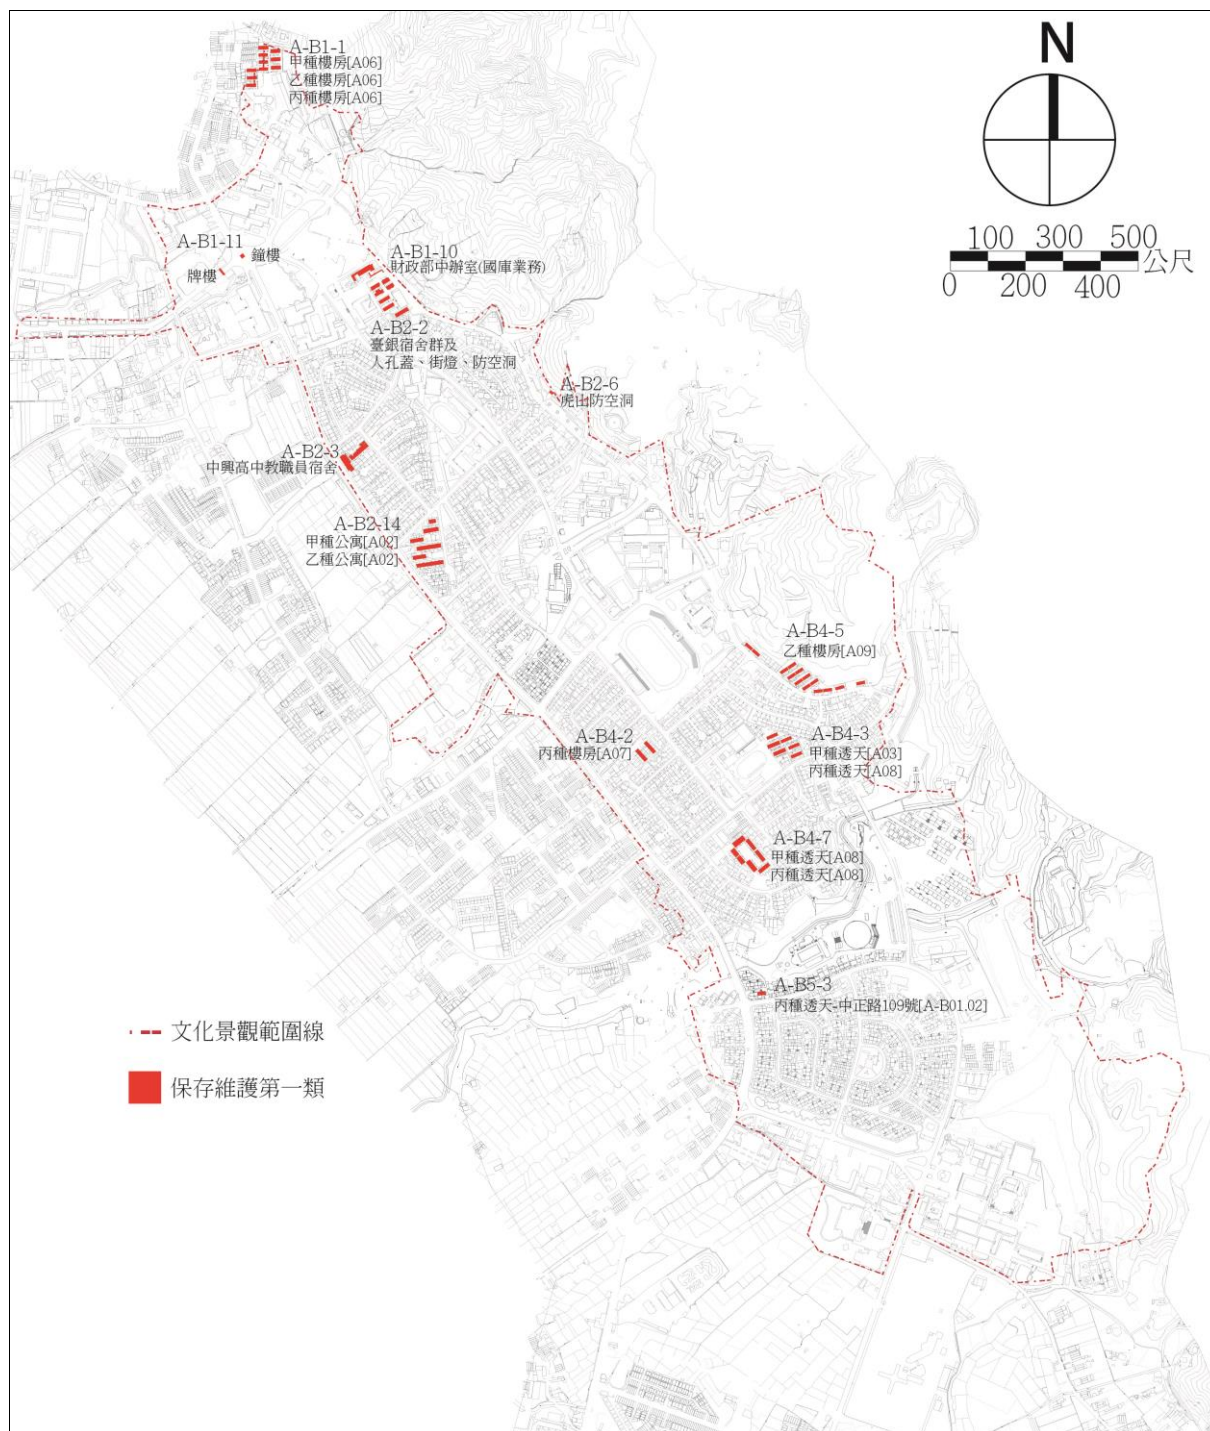 A-B1-1
甲種樓房[A06]
乙種樓房[A06]
丙種樓房[A06]
N
100 300 500
公尺
0 200 400
A-B1-11
鐘樓
牌樓
A-B1-10
財政部中辦室(國庫業務)
A-B2-2
臺銀宿舍群及
人孔蓋、街燈、防空洞
A-B2-6
虎山防空洞
A-B2-3
中興高中教職員宿舍
A-B2-14
甲種公寓[A02]
乙種公寓[A02]
A-B4-5
乙種樓房[A09]
A-B4-2
丙種樓房[A07]
A-B4-3
甲種透天[A03]
丙種透天[A08]
A-B4-7
甲種透天[A08]
丙種透天[A08]
A-B5-3
丙種透天-中正路109號[A-B01.02]
文化景觀範圍線
保存維護第一類